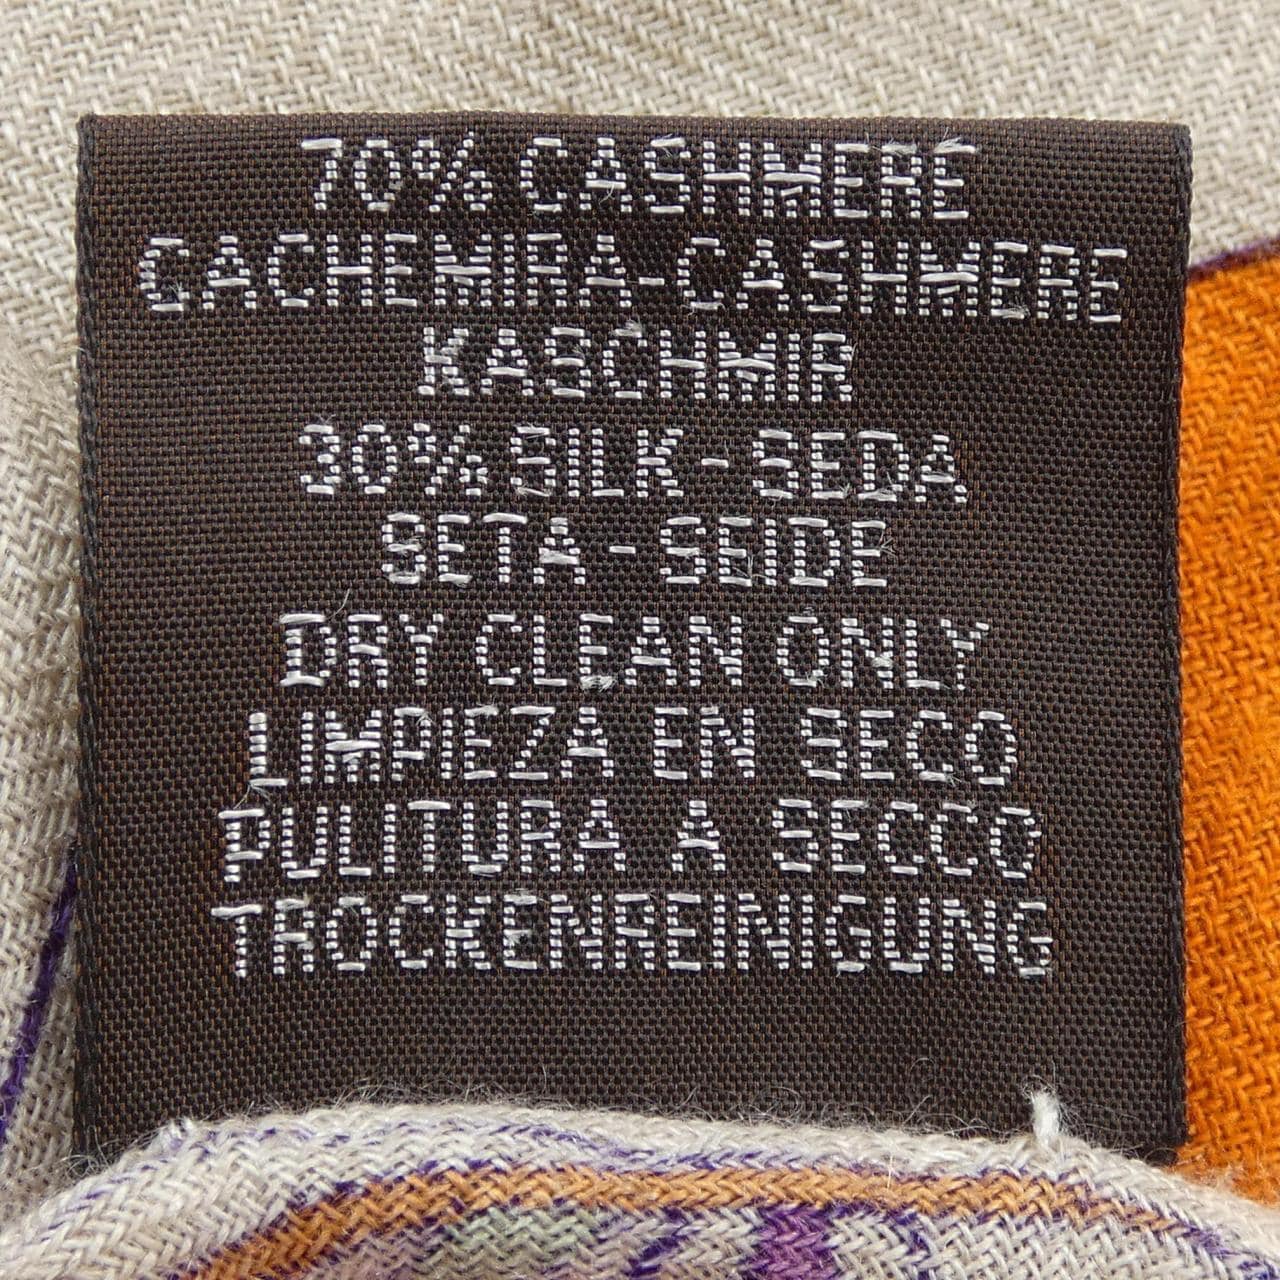 70% CASHMERE
CACHEMIRA-CASHMERE
KASCHMIR
30% SILK - SEDA
SETA - SEIDE
DRY CLEAN ONLY
LIMPIEZA EN SECO
PULITURA A SECCO
TROCKENREINIGUNG